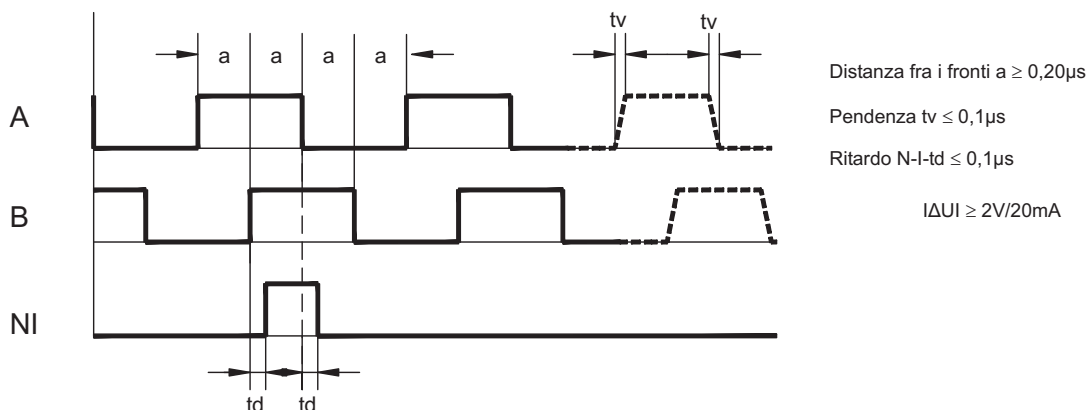 tv tv
a a a a
Distanza fra i fronti a ≥ 0,20µs
A
Pendenza tv ≤ 0,1µs
Ritardo N-I-td ≤ 0,1µs
B
IΔUI ≥ 2V/20mA
NI
td td